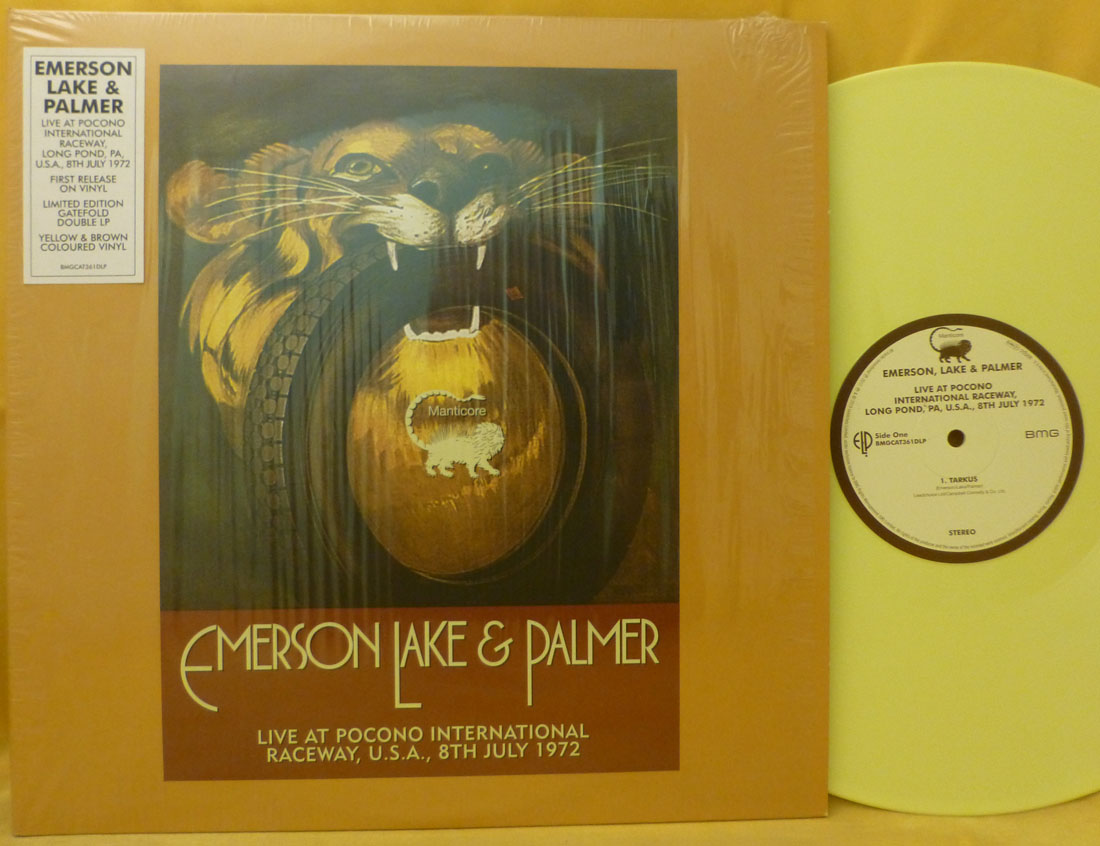 EMERSON
LAKE &
PALMER
LIVE AT POCONO
INTERNATIONAL
RACEWAY,
LONG POND, PA,
U.S.A., 8TH JULY 1972
FIRST RELEASE
ON VINYL
LIMITED EDITION
GATEFOLD
DOUBLE LP
YELLOW & BROWN
COLOURED VINYL
BMGCAT361DLP
Manticore
EMERSON LAKE & PALMER
LIVE AT POCONO INTERNATIONAL
RACEWAY, U.S.A., 8TH JULY 1972
Manticore
EMERSON, LAKE & PALMER
LIVE AT POCONO
INTERNATIONAL RACEWAY,
LONG POND, PA, U.S.A., 8TH JULY 1972
ELP
Side One
BMGCAT361DLP
BMG
1. TARKUS
(Emerson/Lake/Palmer)
STEREO